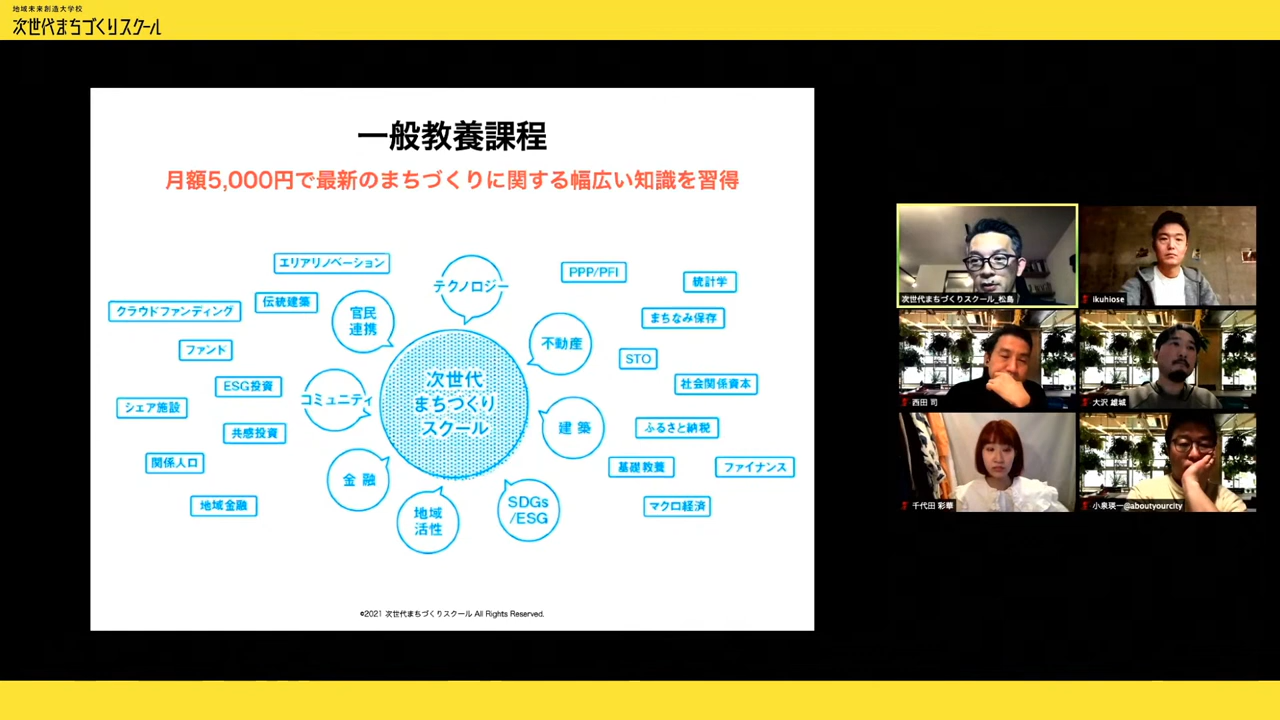 地域未来創造大学校
次世代まちづくりスクール
一般教養課程
月額5,000円で最新のまちづくりに関する幅広い知識を習得
エリアリノベーション
伝統建築
クラウドファンディング
ファンド
ESG投資
シェア施設
共感投資
関係人口
地域金融
テクノロジー
官民
連携
不動産
コミュニティ
建築
金融
地域
活性
SDGs
/ESG
次世代
まちづくり
スクール
PPP/PFI
統計学
まちなみ保存
STO
社会関係資本
ふるさと納税
基礎教養
ファイナンス
マクロ経済
©2021 次世代まちづくりスクール All Rights Reserved.
次世代まちづくりスクール_松島
ikuhiose
西田 司
大沢 雄城
千代田 彩華
小泉瑛一@aboutyourcity